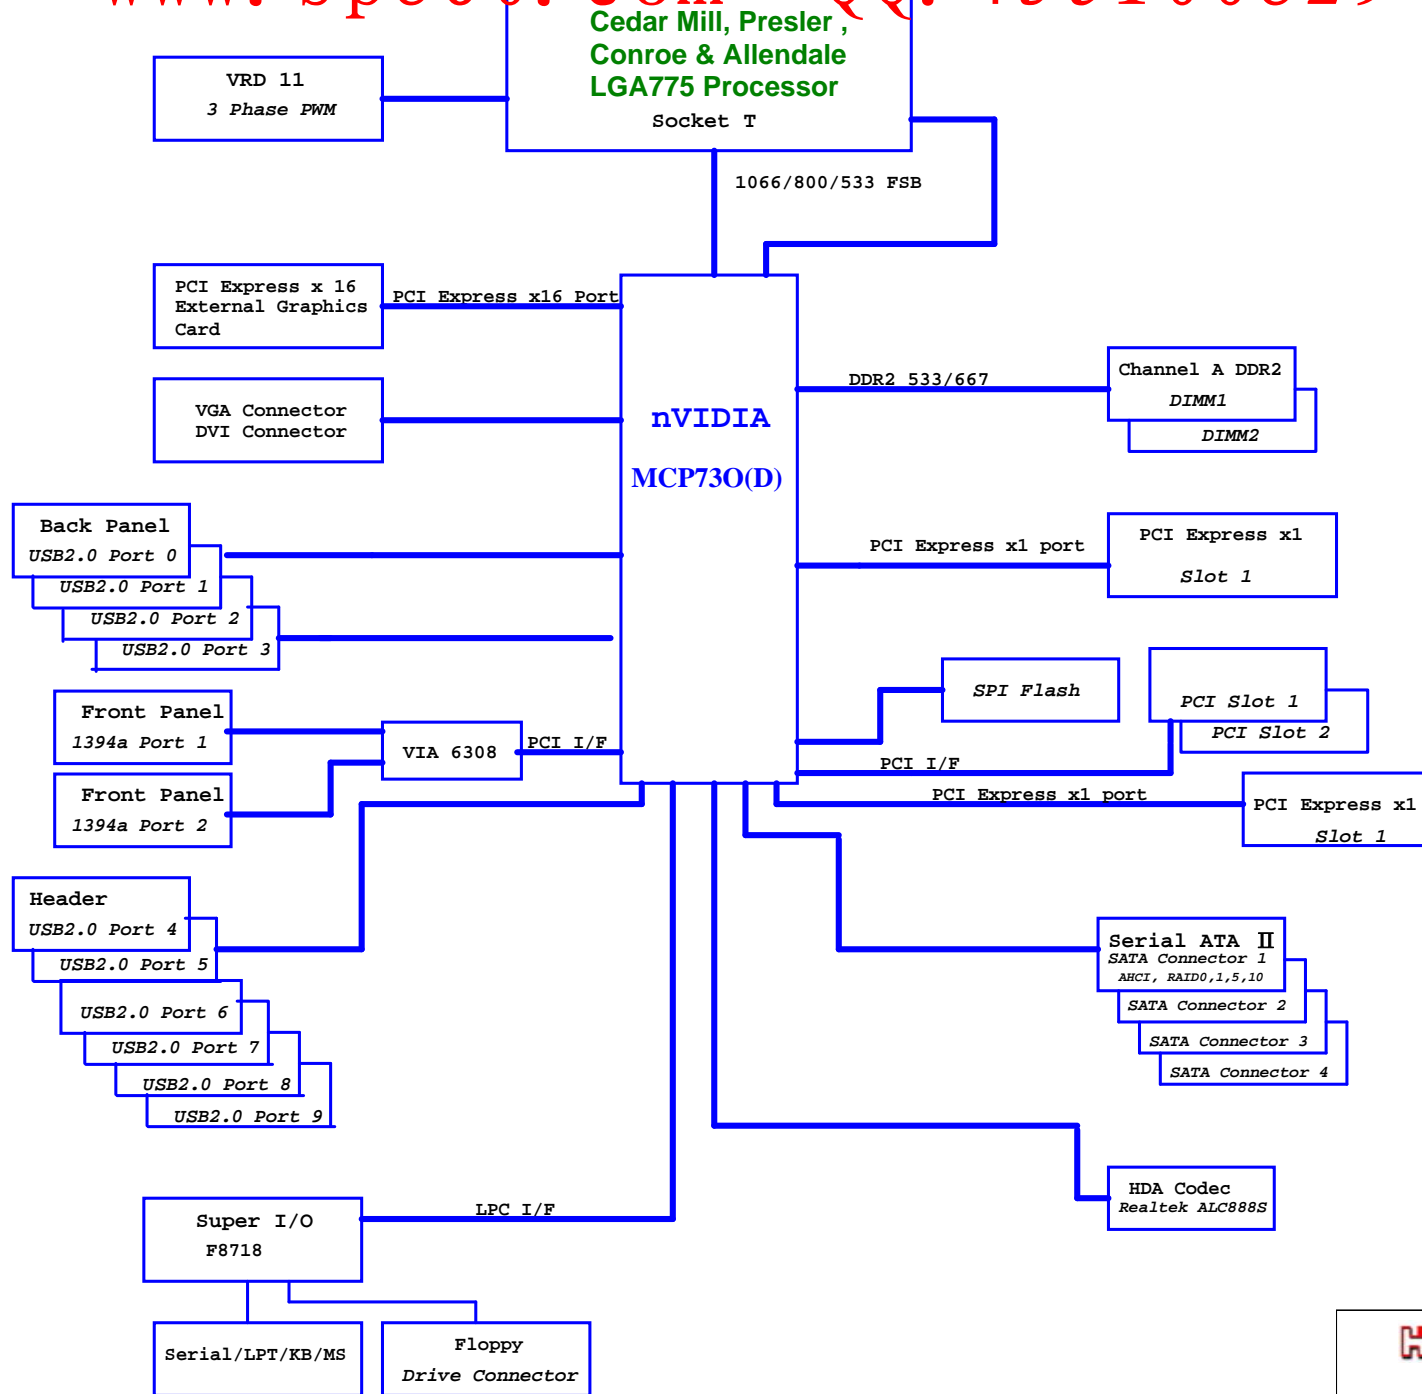 Cedar Mill, Presler ,
Conroe & Allendale
LGA775 Processor
Socket T
VRD 11
3 Phase PWM
1066/800/533 FSB
PCI Express x 16
External Graphics
Card
PCI Express x16 Port
VGA Connector
DVI Connector
nVIDIA
MCP73O(D)
DDR2 533/667
Channel A DDR2
DIMM1
DIMM2
Back Panel
USB2.0 Port 0
USB2.0 Port 1
USB2.0 Port 2
USB2.0 Port 3
PCI Express x1 port
PCI Express x1
Slot 1
SPI Flash
PCI Slot 1
PCI Slot 2
Front Panel
1394a Port 1
VIA 6308
PCI I/F
PCI I/F
Front Panel
1394a Port 2
PCI Express x1 port
PCI Express x1
Slot 1
Header
USB2.0 Port 4
USB2.0 Port 5
USB2.0 Port 6
USB2.0 Port 7
USB2.0 Port 8
USB2.0 Port 9
Serial ATA Ⅱ
SATA Connector 1
AHCI, RAID0,1,5,10
SATA Connector 2
SATA Connector 3
SATA Connector 4
HDA Codec
Realtek ALC888S
Super I/O
F8718
LPC I/F
Serial/LPT/KB/MS
Floppy
Drive Connector